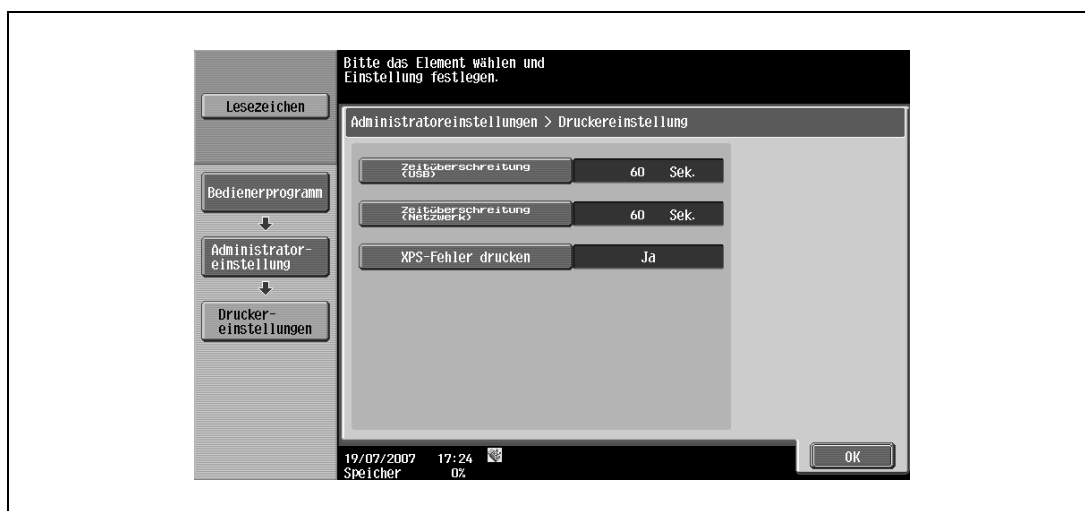 Bitte das Element wählen und
Einstellung festlegen.
Lesezeichen
Administratoreinstellungen > Druckereinstellung
Zeitüberschreitung
(USB)
60 Sek.
Bedienerprogramm
Zeitüberschreitung
(Netzwerk)
60 Sek.
Administrator-
einstellung
XPS-Fehler drucken
Ja
Drucker-
einstellungen
19/07/2007 17:24
Speicher 0%
OK